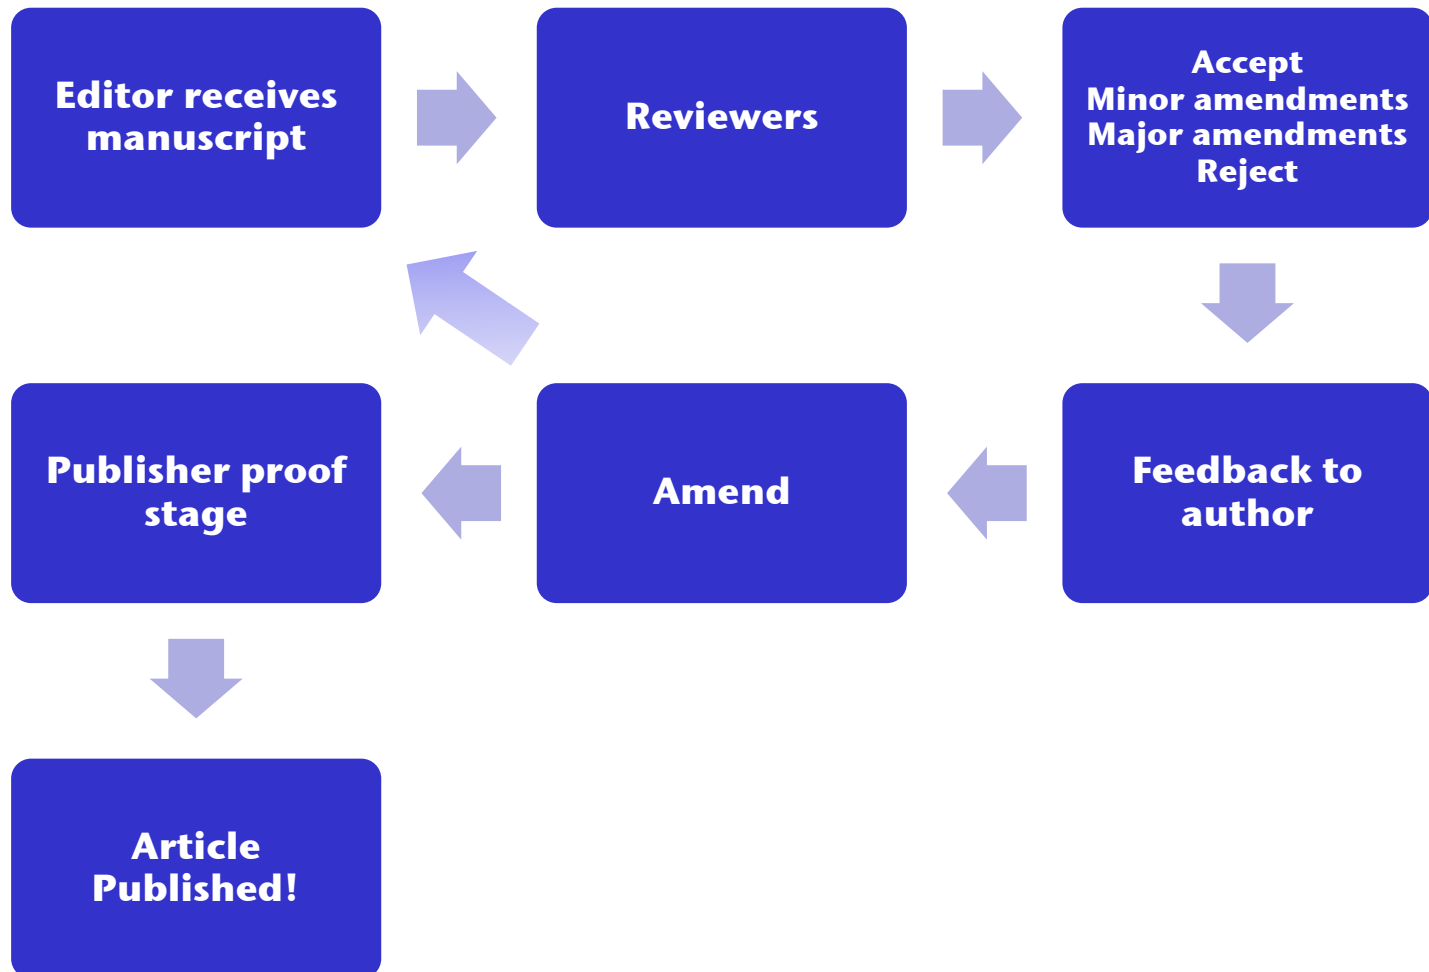 Editor receives
manuscript
Reviewers
Accept
Minor amendments
Major amendments
Reject
Feedback to
author
Amend
Publisher proof
stage
Article
Published!